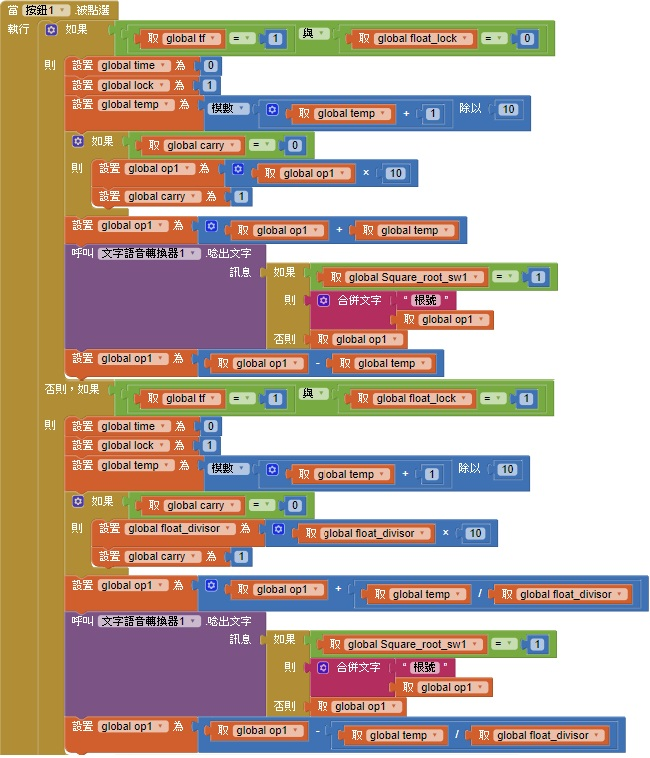 當 按鈕1 .被點選
執行 如果 取 global tf = 1 與 取 global float_lock = 0
則 設置 global time 為 0
設置 global lock 為 1
設置 global temp 為 模數 取 global temp + 1 除以 10
如果 取 global carry = 0
則 設置 global op1 為 取 global op1 × 10
設置 global carry 為 1
設置 global op1 為 取 global op1 + 取 global temp
呼叫 文字語音轉換器1 .唸出文字
訊息 如果 取 global Square_root_sw1 = 1
則 合併文字 " 根號 "
取 global op1
否則 取 global op1
設置 global op1 為 取 global op1 - 取 global temp
否則,如果 取 global tf = 1 與 取 global float_lock = 1
則 設置 global time 為 0
設置 global lock 為 1
設置 global temp 為 模數 取 global temp + 1 除以 10
如果 取 global carry = 0
則 設置 global float_divisor 為 取 global float_divisor × 10
設置 global carry 為 1
設置 global op1 為 取 global op1 + 取 global temp / 取 global float_divisor
呼叫 文字語音轉換器1 .唸出文字
訊息 如果 取 global Square_root_sw1 = 1
則 合併文字 " 根號 "
取 global op1
否則 取 global op1
設置 global op1 為 取 global op1 - 取 global temp / 取 global float_divisor